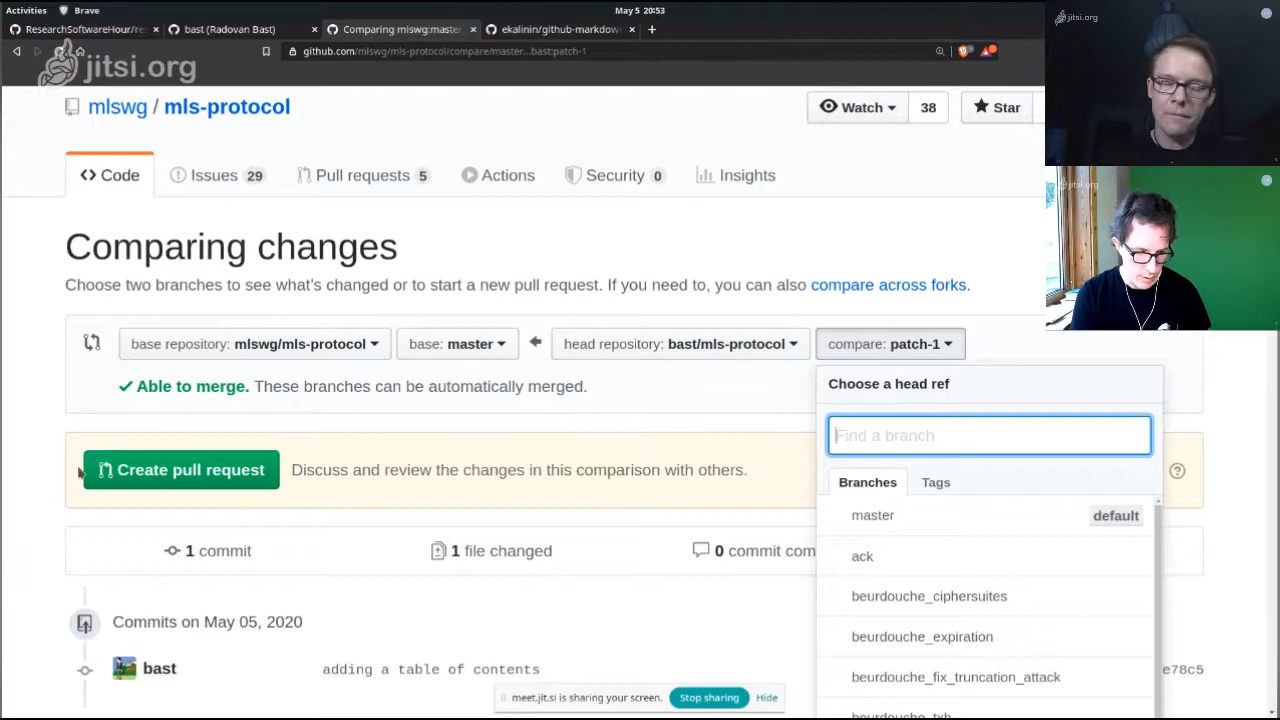 Activities
Brave
May 5 20:53
ResearchSoftwareHour/re
bast (Radovan Bast)
Comparing mlswg:master
ekalinin/github-markdow
github.com/mlswg/mls-protocol/compare/master...bast:patch-1
jitsi.org
jitsi.org
jitsi.org
mlswg / mls-protocol
Watch 38
Star
Code
Issues 29
Pull requests 5
Actions
Security 0
Insights
Comparing changes
Choose two branches to see what's changed or to start a new pull request. If you need to, you can also compare across forks.
base repository: mlswg/mls-protocol
base: master
head repository: bast/mls-protocol
compare: patch-1
Able to merge. These branches can be automatically merged.
Choose a head ref
Find a branch
Branches
Tags
master default
ack
beurdouche_ciphersuites
beurdouche_expiration
beurdouche_fix_truncation_attack
Create pull request
Discuss and review the changes in this comparison with others.
1 commit
1 file changed
0 commit com
Commits on May 05, 2020
bast
adding a table of contents
e78c5
meet.jit.si is sharing your screen.
Stop sharing
Hide